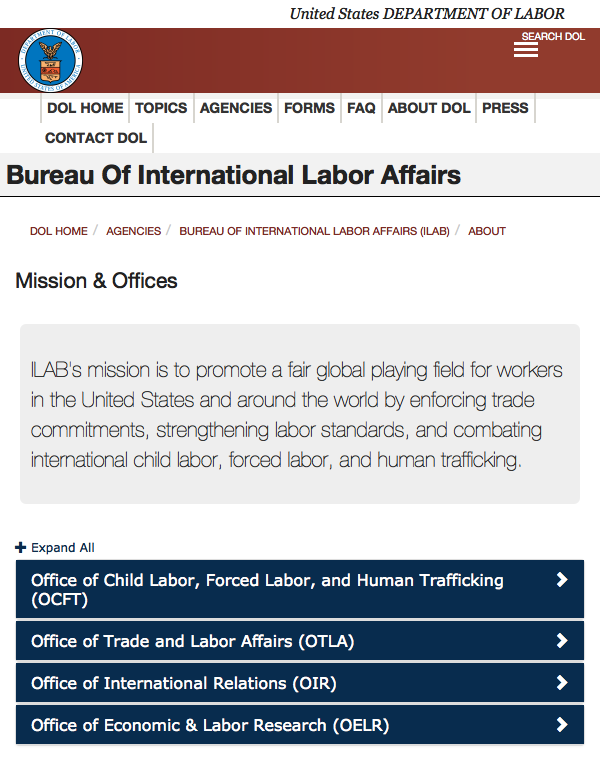 United States DEPARTMENT OF LABOR
SEARCH DOL
DEPARTMENT OF LABOR
UNITED STATES OF AMERICA
DOL HOME TOPICS AGENCIES FORMS FAQ ABOUT DOL PRESS
CONTACT DOL
Bureau Of International Labor Affairs
DOL HOME / AGENCIES / BUREAU OF INTERNATIONAL LABOR AFFAIRS (ILAB) / ABOUT
Mission & Offices
ILAB's mission is to promote a fair global playing field for workers
in the United States and around the world by enforcing trade
commitments, strengthening labor standards, and combating
international child labor, forced labor, and human trafficking.
Expand All
Office of Child Labor, Forced Labor, and Human Trafficking
(OCFT)
Office of Trade and Labor Affairs (OTLA)
Office of International Relations (OIR)
Office of Economic & Labor Research (OELR)